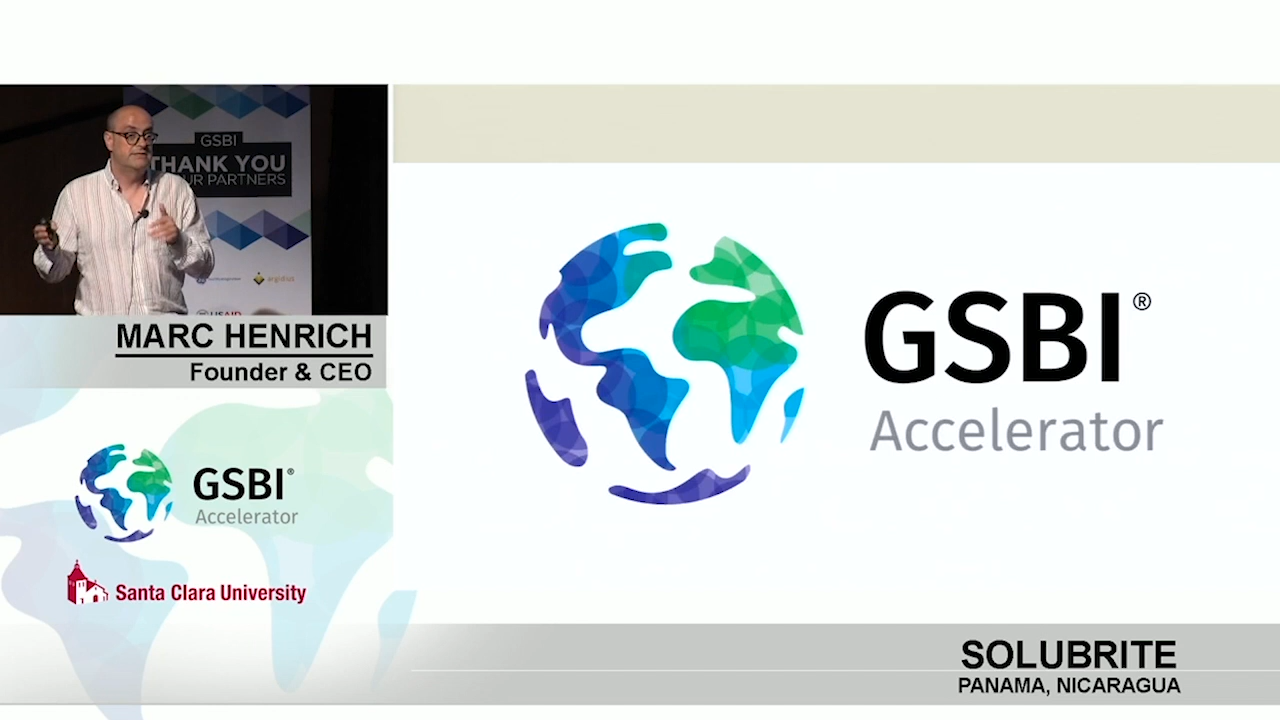 GSBI
THANK YOU
UR PARTNERS
argidius
USAID
MARC HENRICH
Founder & CEO
GSBI®
Accelerator
Santa Clara University
GSBI®
Accelerator
SOLUBRITE
PANAMA, NICARAGUA